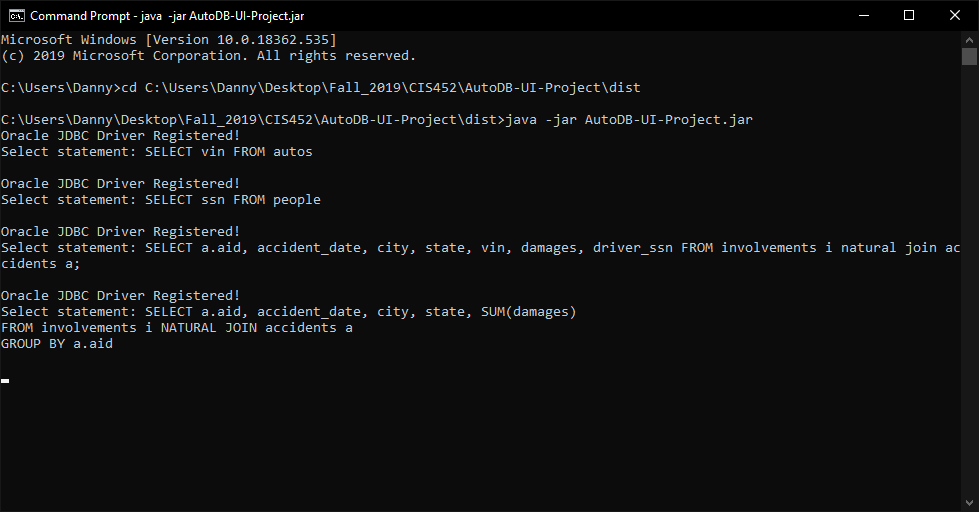 Command Prompt - java  -jar AutoDB-UI-Project.jar
Microsoft Windows [Version 10.0.18362.535]
(c) 2019 Microsoft Corporation. All rights reserved.
C:\Users\Danny>cd C:\Users\Danny\Desktop\Fall_2019\CIS452\AutoDB-UI-Project\dist
C:\Users\Danny\Desktop\Fall_2019\CIS452\AutoDB-UI-Project\dist>java -jar AutoDB-UI-Project.jar
Oracle JDBC Driver Registered!
Select statement: SELECT vin FROM autos
Oracle JDBC Driver Registered!
Select statement: SELECT ssn FROM people
Oracle JDBC Driver Registered!
Select statement: SELECT a.aid, accident_date, city, state, vin, damages, driver_ssn FROM involvements i natural join ac
cidents a;
Oracle JDBC Driver Registered!
Select statement: SELECT a.aid, accident_date, city, state, SUM(damages)
FROM involvements i NATURAL JOIN accidents a
GROUP BY a.aid